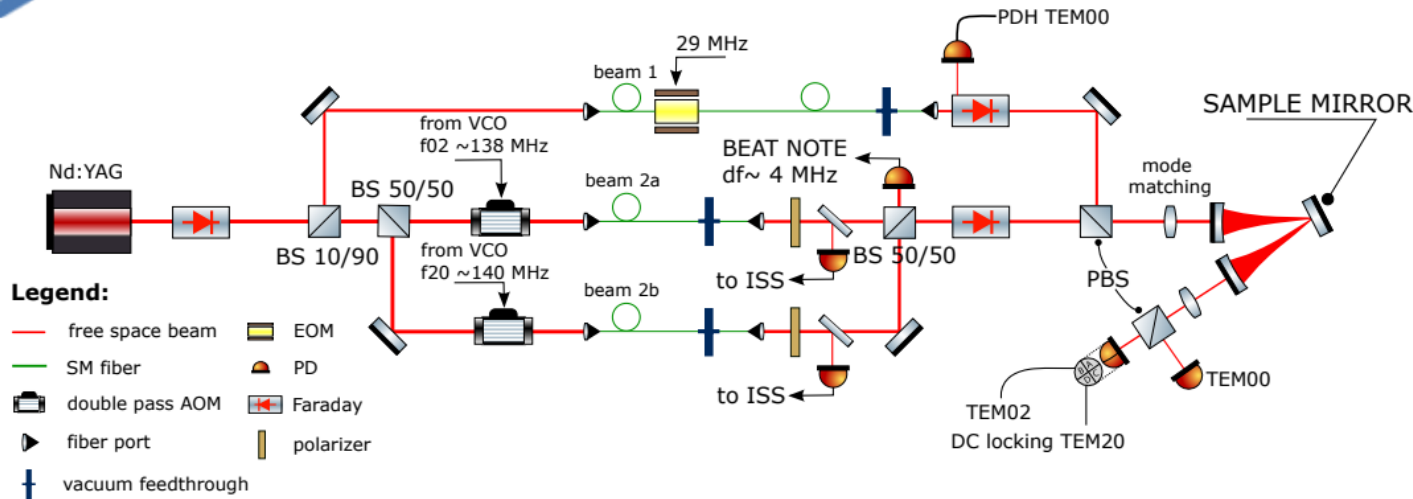 PDH TEM00
29 MHz
beam 1
SAMPLE MIRROR
from VCO
f02 ~138 MHz
BEAT NOTE
df~ 4 MHz
mode
matching
Nd:YAG
BS 50/50
beam 2a
BS 10/90
from VCO
f20 ~140 MHz
to ISS
BS 50/50
PBS
beam 2b
Legend:
free space beam
EOM
SM fiber
PD
double pass AOM
Faraday
fiber port
polarizer
vacuum feedthrough
to ISS
B A
D C
TEM00
TEM02
DC locking TEM20